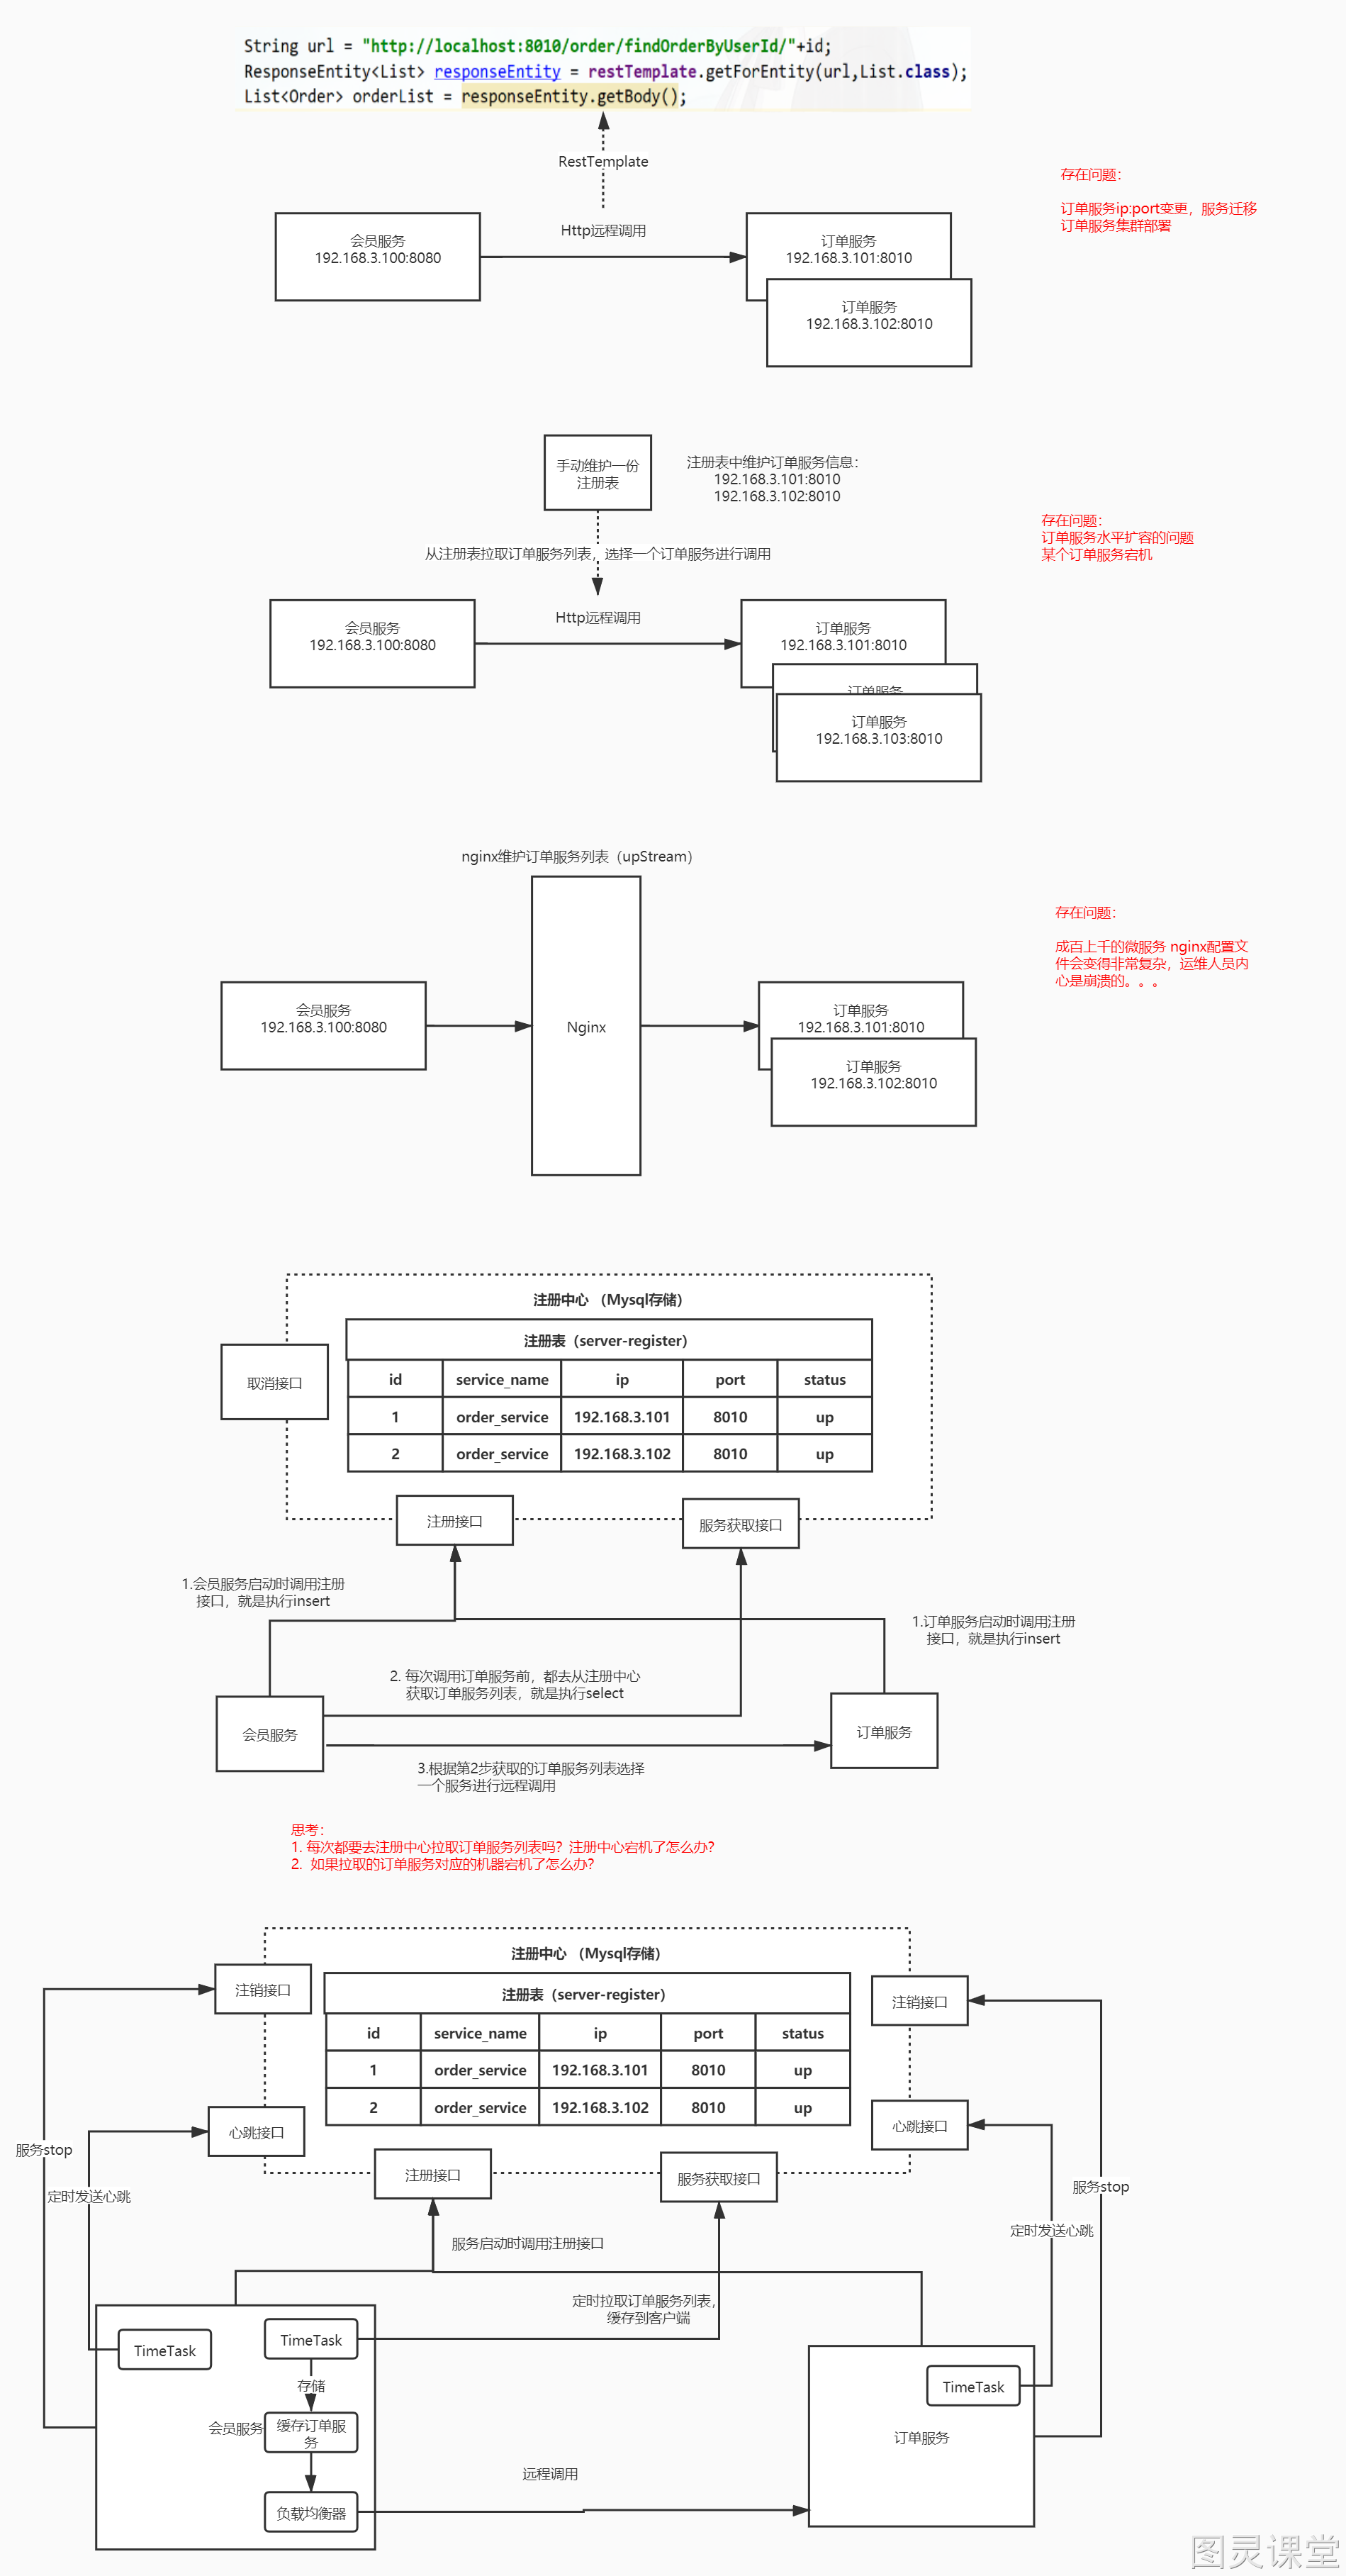 String url = "http://localhost:8010/order/findOrderByUserId/"+id;
ResponseEntity<List> responseEntity = restTemplate.getForEntity(url,List.class);
List<Order> orderList = responseEntity.getBody();
RestTemplate
存在问题：
订单服务ip:port变更，服务迁移
订单服务集群部署
Http远程调用
会员服务
192.168.3.100:8080
订单服务
192.168.3.101:8010
订单服务
192.168.3.102:8010
手动维护一份
注册表
注册表中维护订单服务信息：
192.168.3.101:8010
192.168.3.102:8010
存在问题：
订单服务水平扩容的问题
某个订单服务宕机
从注册表拉取订单服务列表，选择一个订单服务进行调用
Http远程调用
会员服务
192.168.3.100:8080
订单服务
192.168.3.101:8010
订单服务
订单服务
192.168.3.103:8010
nginx维护订单服务列表（upStream）
存在问题：
成百上千的微服务 nginx配置文
件会变得非常复杂，运维人员内
心是崩溃的。。。
会员服务
192.168.3.100:8080
Nginx
订单服务
192.168.3.101:8010
订单服务
192.168.3.102:8010
注册中心 （Mysql存储）
注册表（server-register）
id service_name ip port status
1 order_service 192.168.3.101 8010 up
2 order_service 192.168.3.102 8010 up
取消接口
注册接口
服务获取接口
1.会员服务启动时调用注册
接口，就是执行insert
1.订单服务启动时调用注册
接口，就是执行insert
2. 每次调用订单服务前，都去从注册中心
获取订单服务列表，就是执行select
会员服务
订单服务
3.根据第2步获取的订单服务列表选择
一个服务进行远程调用
思考：
1. 每次都要去注册中心拉取订单服务列表吗？注册中心宕机了怎么办？
2. 如果拉取的订单服务对应的机器宕机了怎么办？
注册中心 （Mysql存储）
注册表（server-register）
id service_name ip port status
1 order_service 192.168.3.101 8010 up
2 order_service 192.168.3.102 8010 up
注销接口
注销接口
心跳接口
心跳接口
服务stop
注册接口
服务获取接口
服务stop
定时发送心跳
定时发送心跳
服务启动时调用注册接口
定时拉取订单服务列表，
缓存到客户端
TimeTask
TimeTask
TimeTask
存储
会员服务
缓存订单服
务
订单服务
远程调用
负载均衡器
图灵课堂